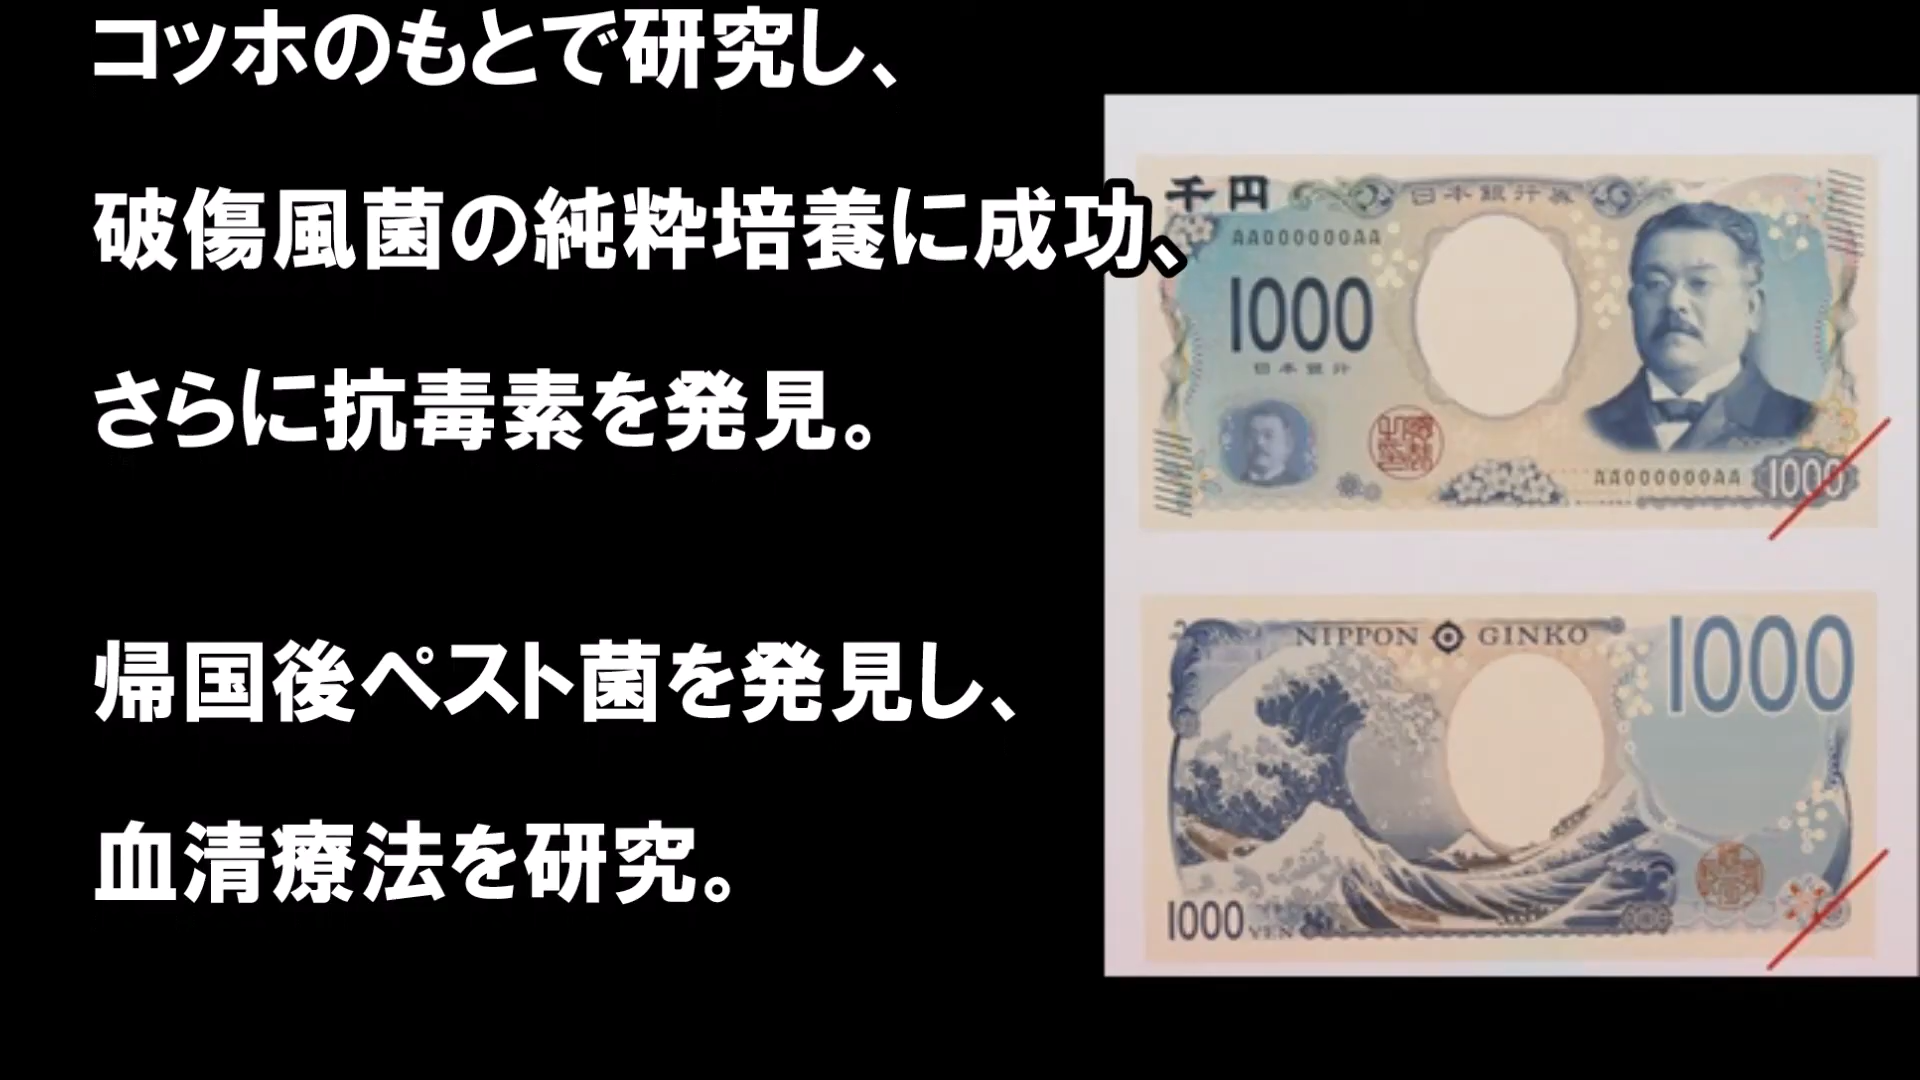 コッホのもとで研究し、
破傷風菌の純粋培養に成功、
さらに抗毒素を発見。
帰国後ペスト菌を発見し、
血清療法を研究。
千円
日本銀行券
AA000000AA
1000
日本銀行
AA000000AA
1000
NIPPON GINKO
1000
1000 YEN